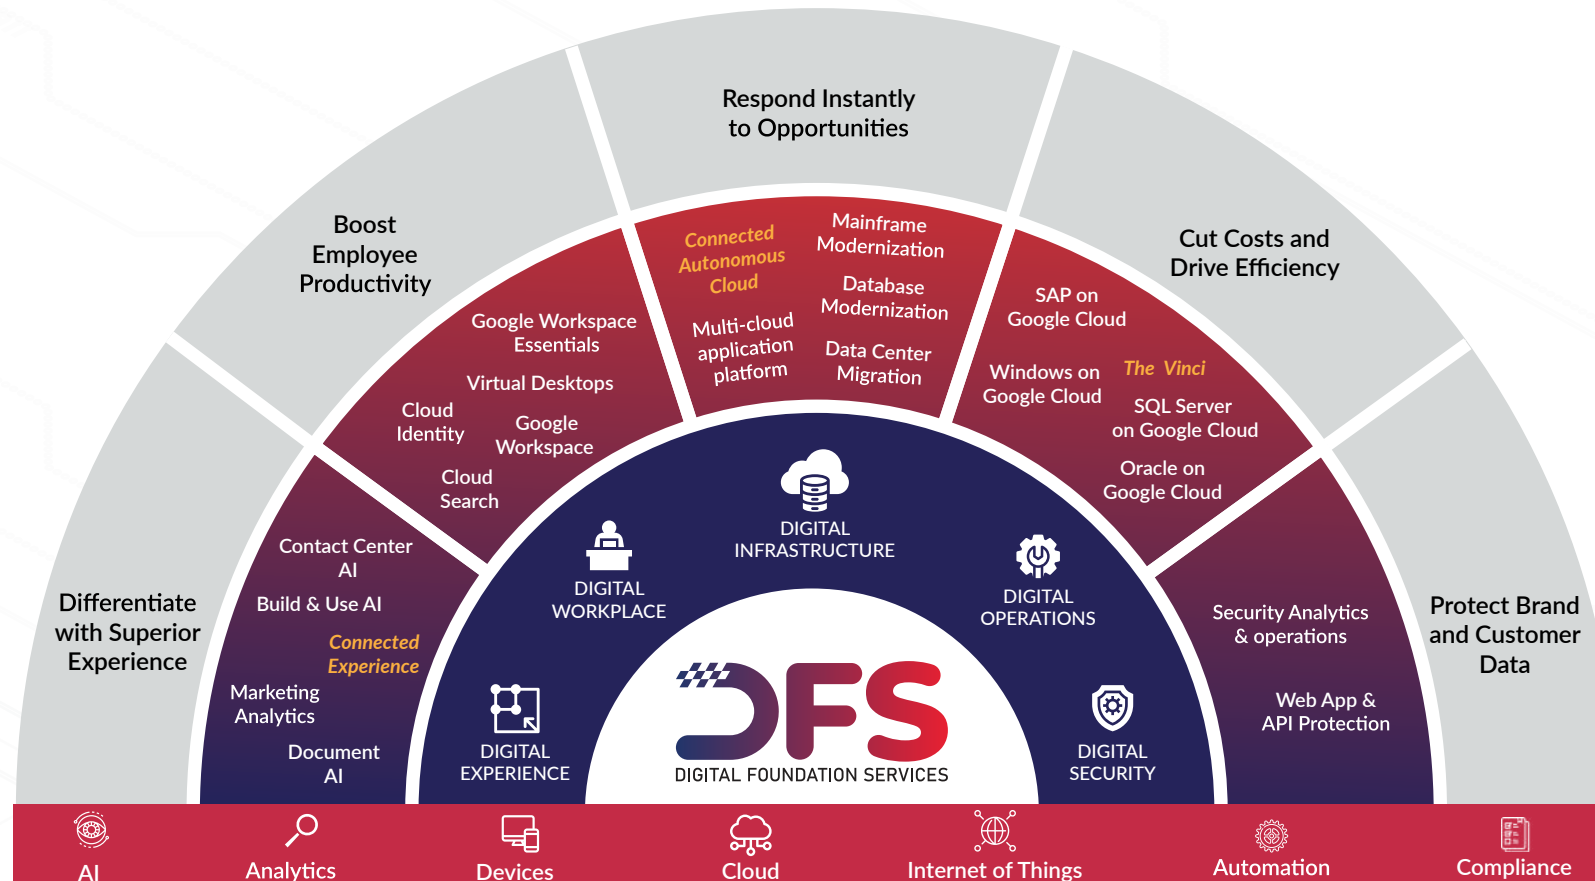 Respond Instantly
to Opportunities
Boost
Employee
Productivity
Cut Costs and
Drive Efficiency
Differentiate
with Superior
Experience
Protect Brand
and Customer
Data
Connected
Autonomous
Cloud
Multi-cloud
application
platform
Mainframe
Modernization
Database
Modernization
Data Center
Migration
Google Workspace
Essentials
Virtual Desktops
Cloud
Identity
Google
Workspace
Cloud
Search
SAP on
Google Cloud
Windows on
Google Cloud
The Vinci
SQL Server
on Google Cloud
Oracle on
Google Cloud
Contact Center
AI
Build & Use AI
Connected
Experience
Marketing
Analytics
Document
AI
Security Analytics
& operations
Web App &
API Protection
DIGITAL
INFRASTRUCTURE
DIGITAL
WORKPLACE
DIGITAL
OPERATIONS
DIGITAL
EXPERIENCE
DIGITAL
SECURITY
DFS
DIGITAL FOUNDATION SERVICES
AI
Analytics
Devices
Cloud
Internet of Things
Automation
Compliance